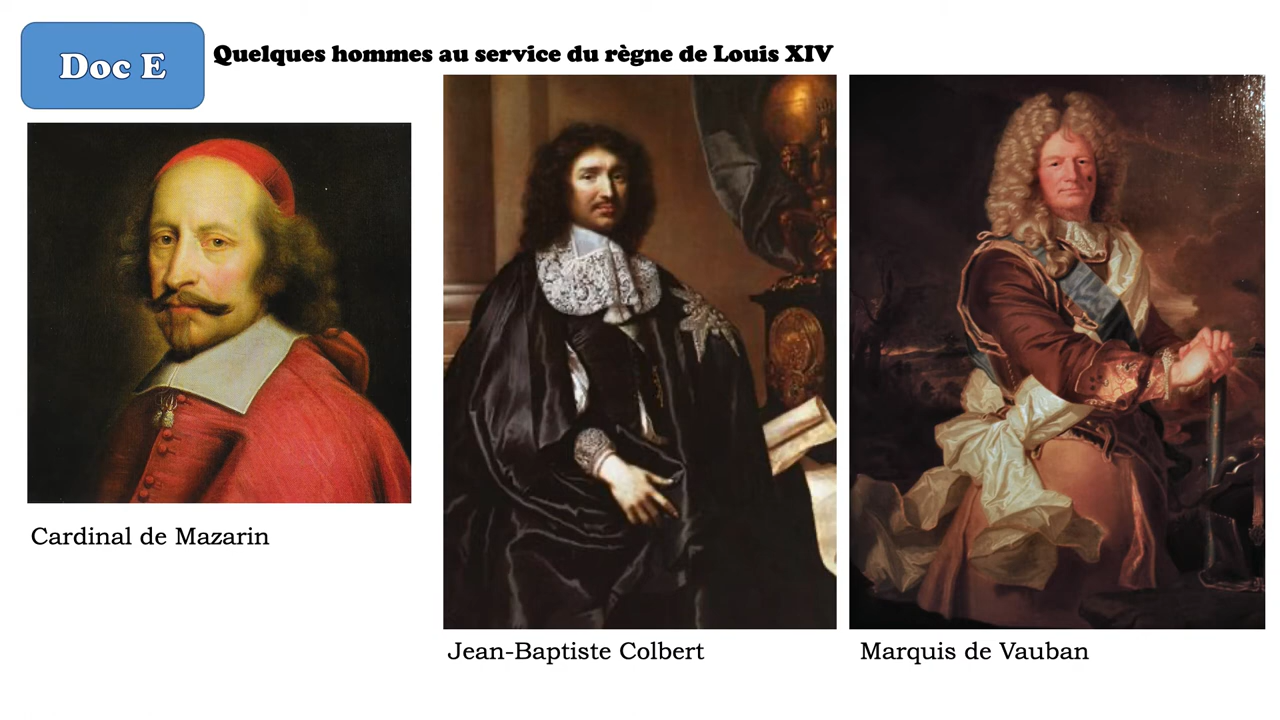 Doc E
Quelques hommes au service du règne de Louis XIV
Cardinal de Mazarin
Jean-Baptiste Colbert
Marquis de Vauban